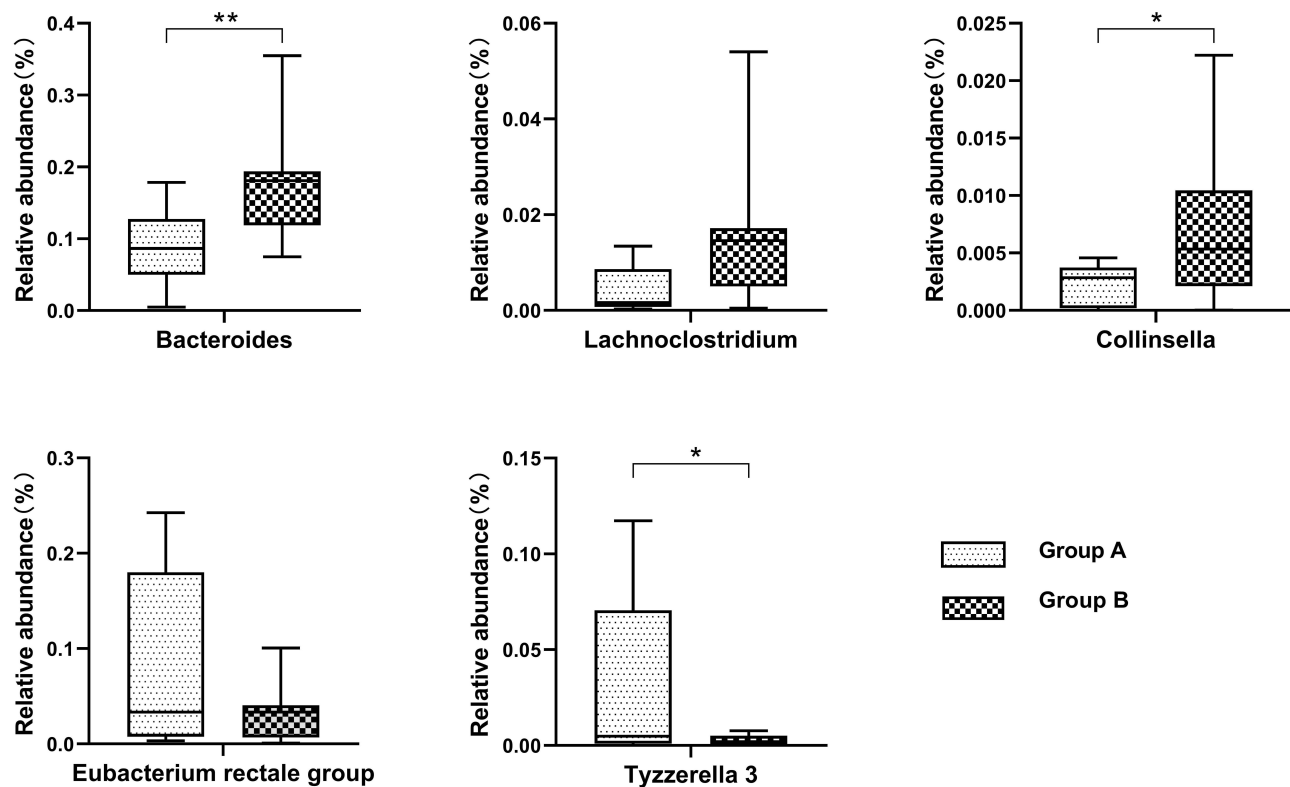 **
0.4
0.3
0.2
0.1
0.0
Relative abundance(%)
Bacteroides
0.06
0.04
0.02
0.00
Relative abundance(%)
Lachnoclostridium
*
0.025
0.020
0.015
0.010
0.005
0.000
Relative abundance(%)
Collinsella
0.3
0.2
0.1
0.0
Relative abundance(%)
Eubacterium rectale group
*
0.15
0.10
0.05
0.00
Relative abundance(%)
Tyzzerella 3
Group A
Group B